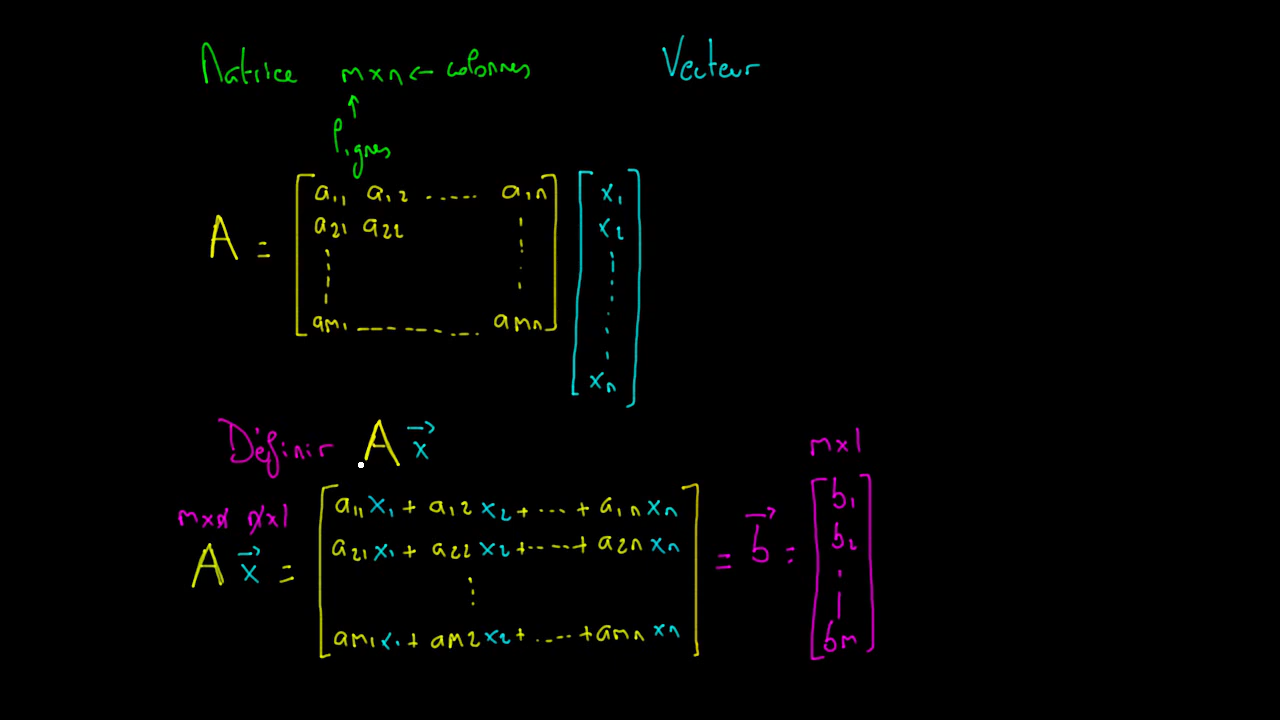 Matrice m×n ← colonnes Vecteur
↑
lignes
A = [a₁₁ a₁₂ ...... a₁n] [x₁]
a₂₁ a₂₂ x₂
am₁ --------... amn
xn
Définir A x⃗ m×1
m×n n×1
A x⃗ = [a₁₁x₁ + a₁₂x₂ + ... + a₁nxn] = b⃗ = [b₁]
a₂₁x₁ + a₂₂x₂ + ..... + a₂nxn b₂
⋮
am₁x₁ + am₂x₂ + ..... + amnxn bm